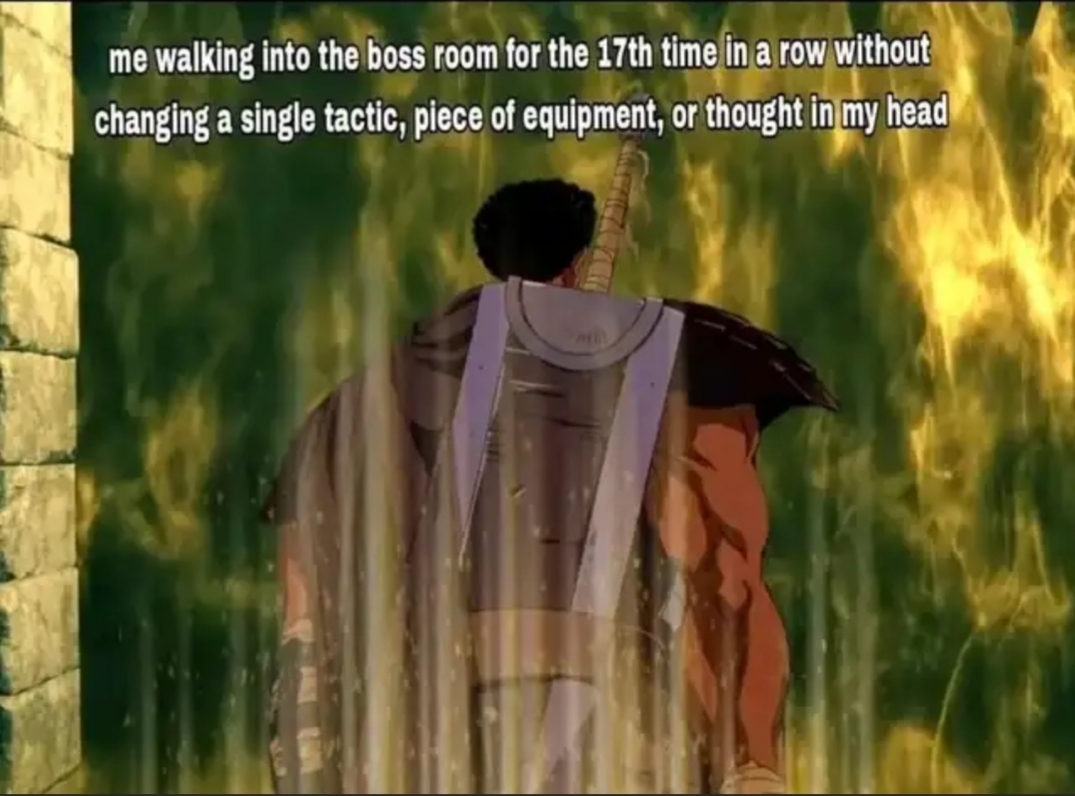 me walking into the boss room for the 17th time in a row without
changing a single tactic, piece of equipment, or thought in my head